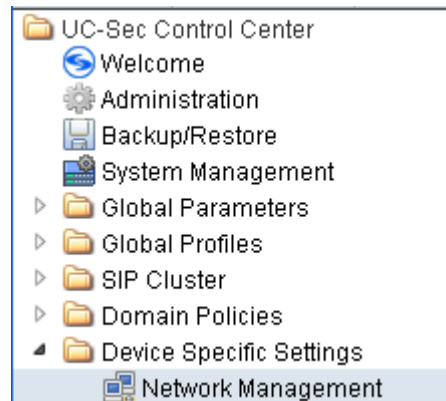 UC-Sec Control Center
Welcome
Administration
Backup/Restore
System Management
Global Parameters
Global Profiles
SIP Cluster
Domain Policies
Device Specific Settings
Network Management